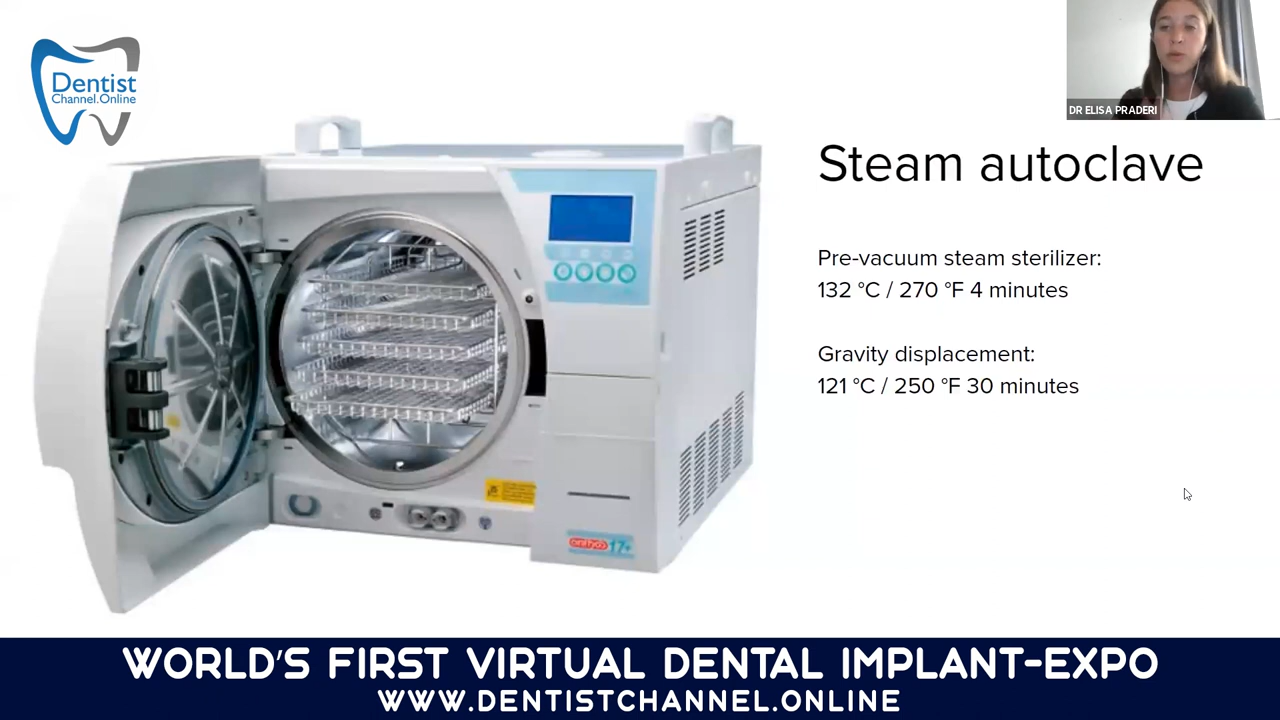 Dentist
Channel.Online
DR ELISA PRADERI
Steam autoclave
Pre-vacuum steam sterilizer:
132 °C / 270 °F 4 minutes
Gravity displacement:
121 °C / 250 °F 30 minutes
17+
WORLD'S FIRST VIRTUAL DENTAL IMPLANT-EXPO
WWW.DENTISTCHANNEL.ONLINE